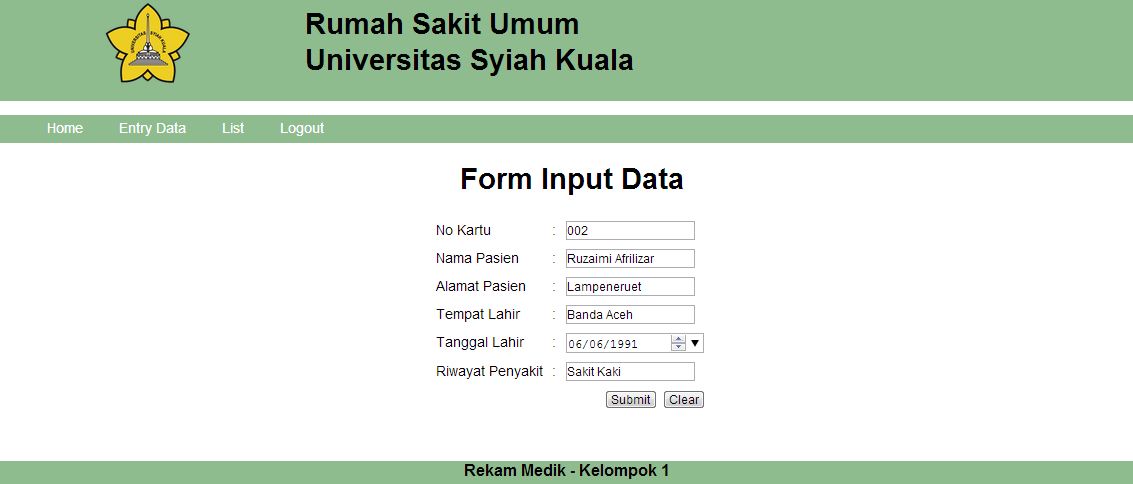 UNIVERSITAS SYIAH KUALA
Rumah Sakit Umum
Universitas Syiah Kuala
Home Entry Data List Logout
Form Input Data
No Kartu : 002
Nama Pasien : Ruzaimi Afrilizar
Alamat Pasien : Lampeneruet
Tempat Lahir : Banda Aceh
Tanggal Lahir : 06/06/1991
Riwayat Penyakit : Sakit Kaki
Submit Clear
Rekam Medik - Kelompok 1